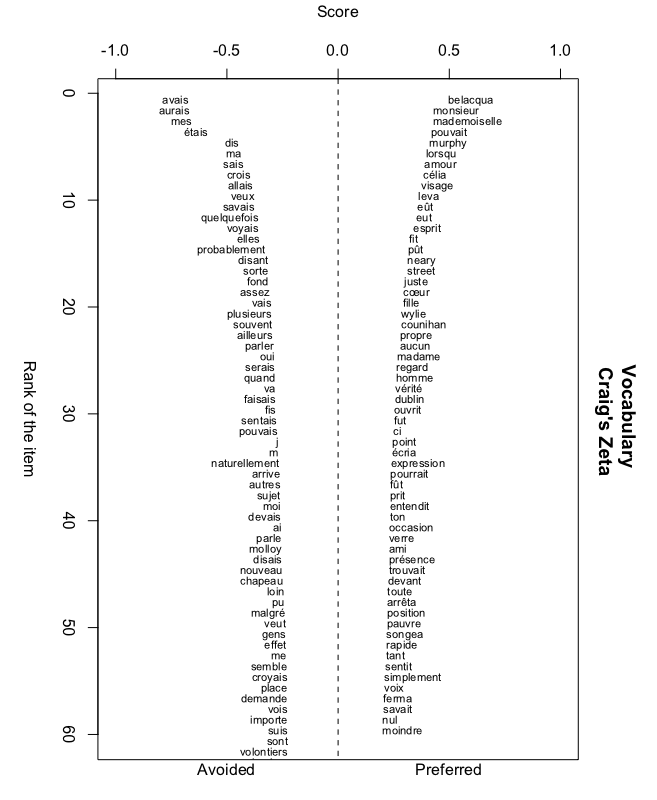 Score
-1.0 -0.5 0.0 0.5 1.0
0 10 20 30 40 50 60
Rank of the item
avais
aurais
mes
étais
dis
ma
sais
crois
allais
veux
savais
quelquefois
voyais
elles
probablement
disant
sorte
fond
assez
vais
plusieurs
souvent
ailleurs
parler
oui
serais
quand
va
faisais
fis
sentais
pouvais
j
m
naturellement
arrive
autres
sujet
moi
devais
ai
parle
molloy
disais
nouveau
chapeau
loin
pu
malgré
veut
gens
effet
me
semble
croyais
place
demande
vois
importe
suis
sont
volontiers
belacqua
monsieur
mademoiselle
pouvait
murphy
lorsqu
amour
célia
visage
leva
eût
eut
esprit
fit
pût
neary
street
juste
cœur
fille
wylie
counihan
propre
aucun
madame
regard
homme
vérité
dublin
ouvrit
fut
ci
point
écria
expression
pourrait
fût
prit
entendit
ton
occasion
verre
ami
présence
trouvait
devant
toute
arrêta
position
pauvre
songea
rapide
tant
sentit
simplement
voix
ferma
savait
nul
moindre
Avoided Preferred
Vocabulary
Craig's Zeta